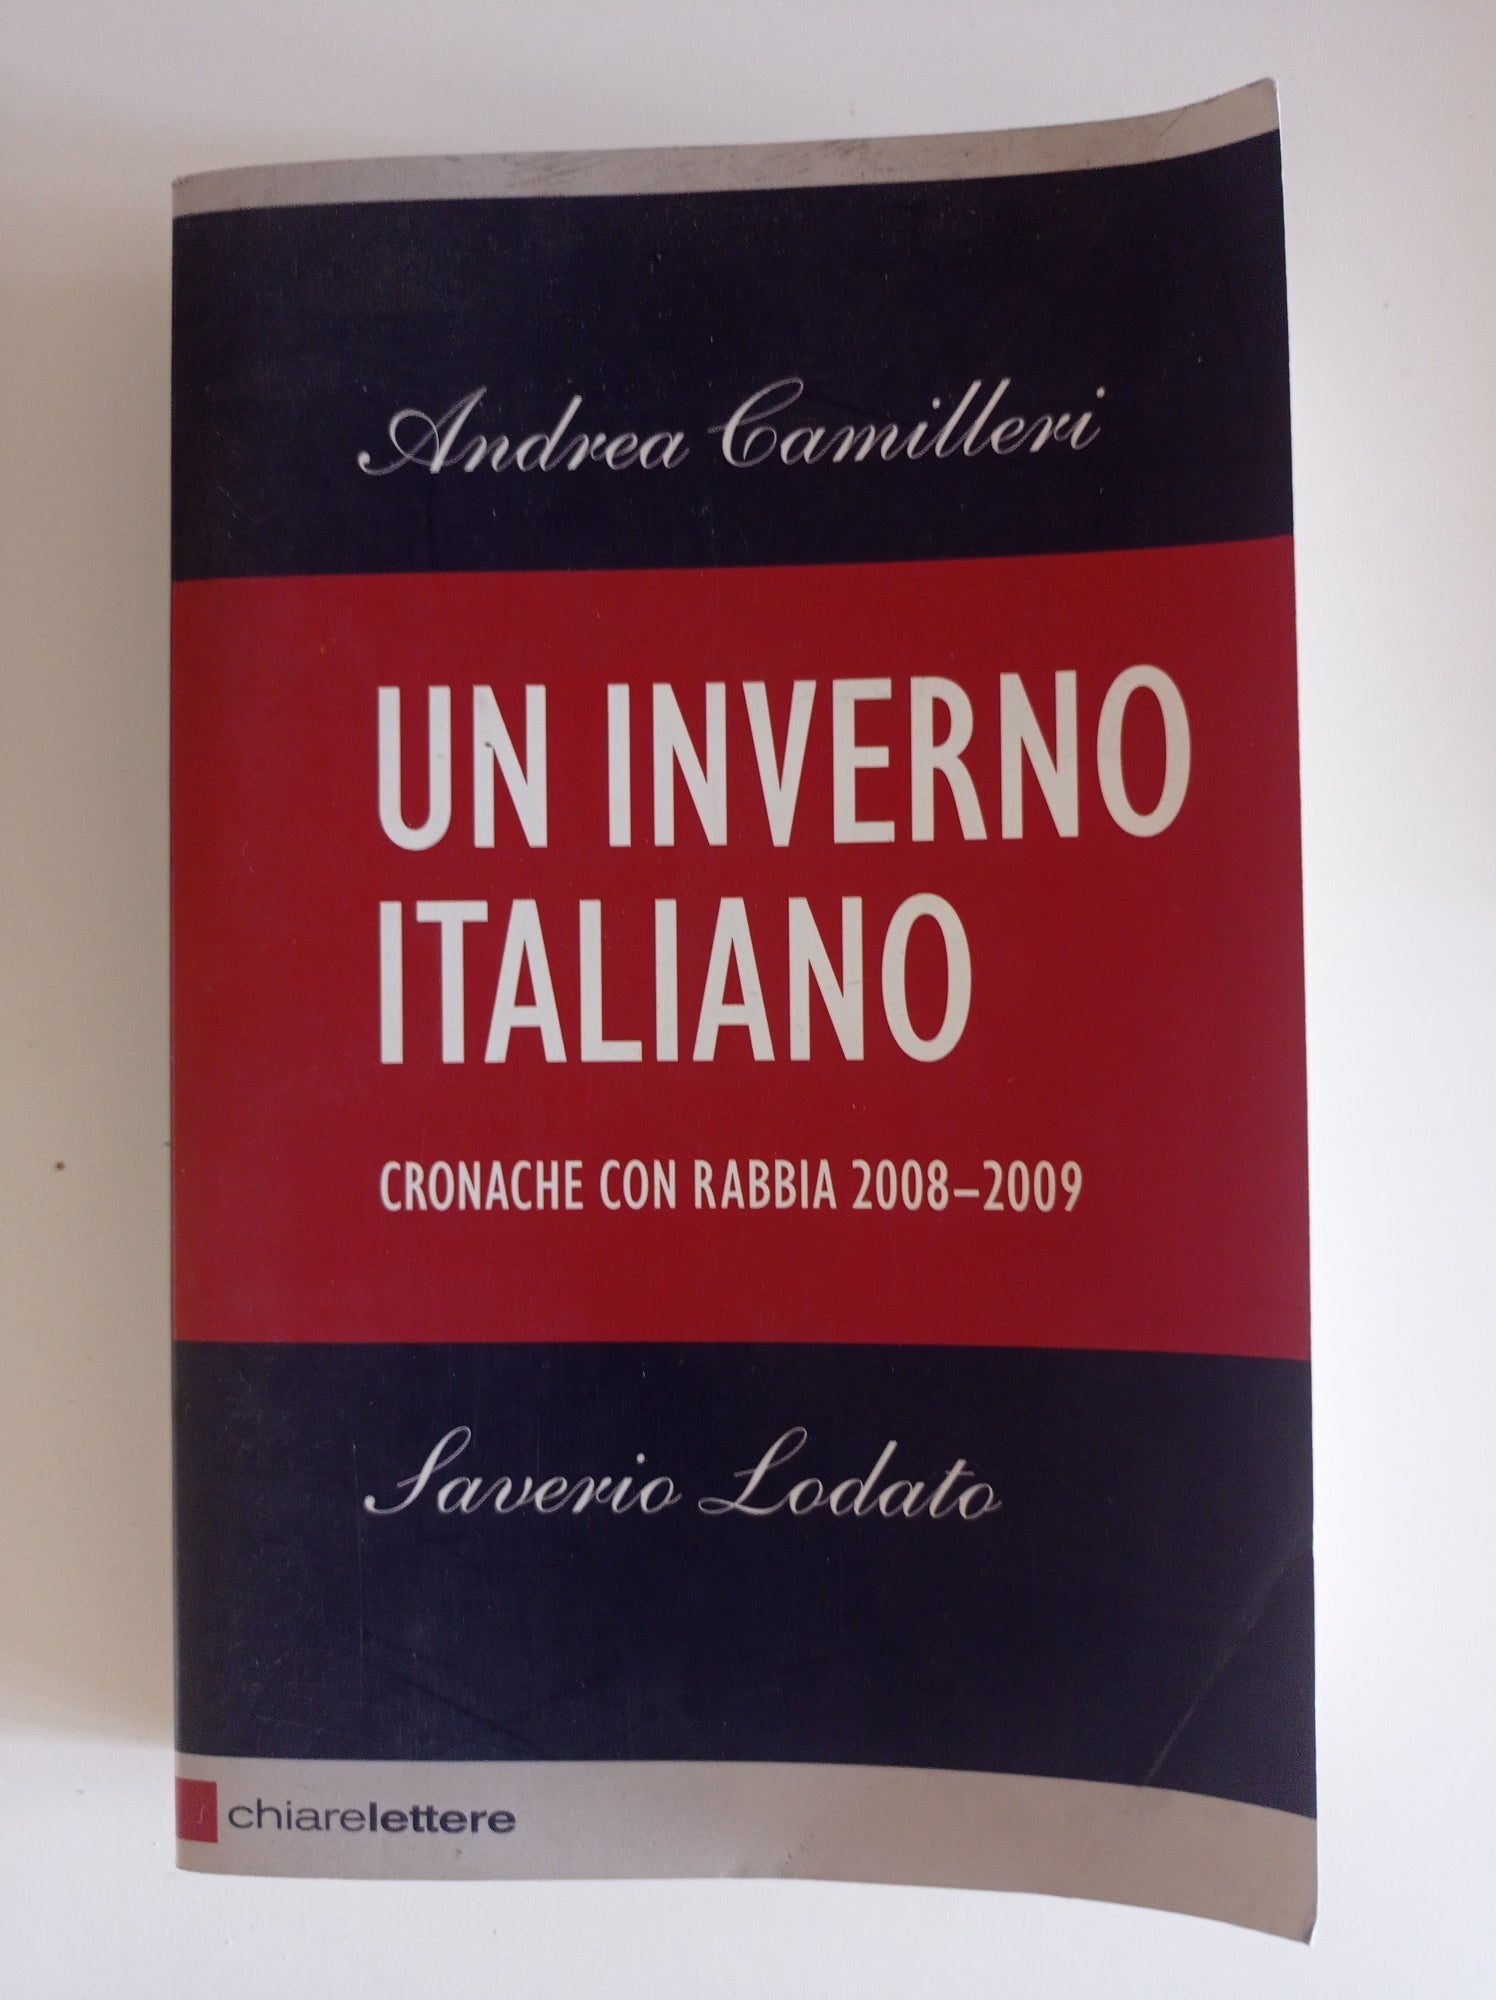 Andrea Camilleri
UN INVERNO
ITALIANO
CRONACHE CON RABBIA 2008–2009
Saverio Lodato
chiarelettere